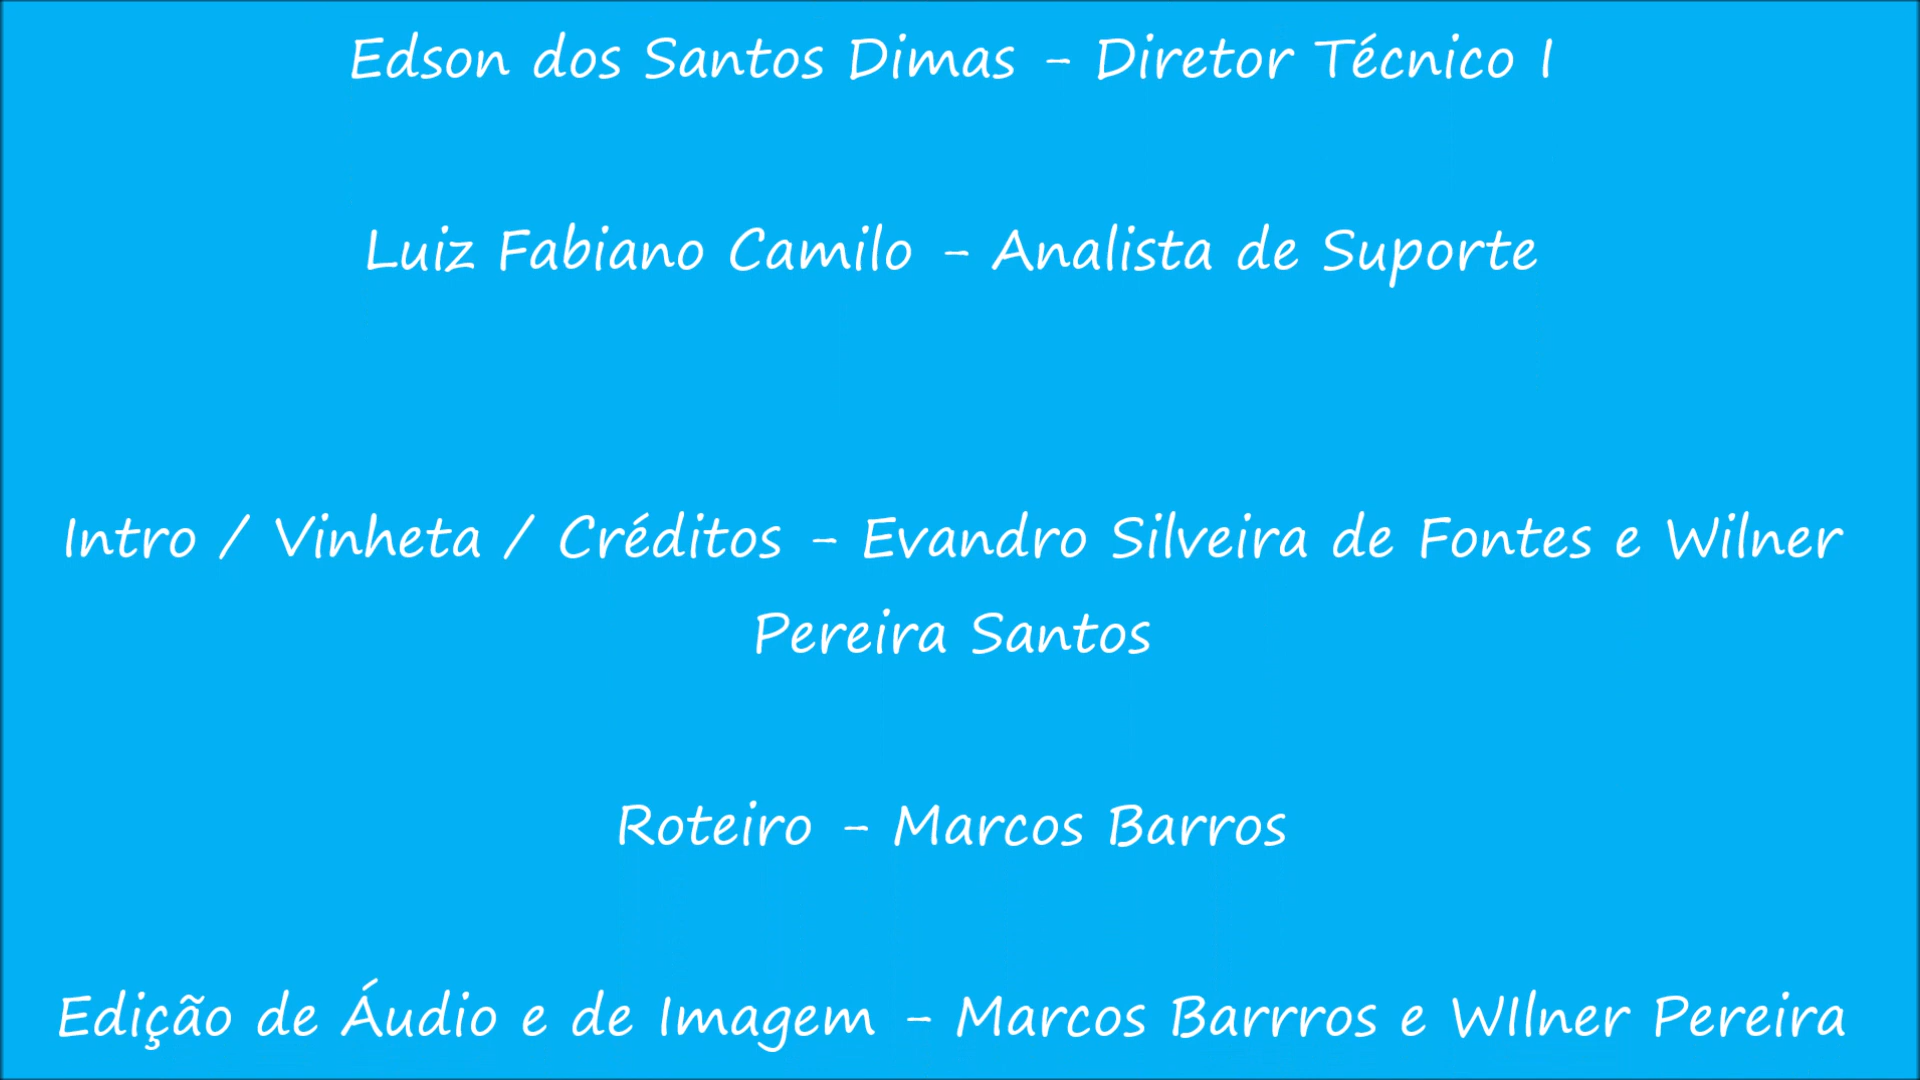 Edson dos Santos Dimas - Diretor Técnico I
Luiz Fabiano Camilo - Analista de Suporte
Intro / Vinheta / Créditos - Evandro Silveira de Fontes e Wilner
Pereira Santos
Roteiro - Marcos Barros
Edição de Áudio e de Imagem - Marcos Barrros e WIlner Pereira